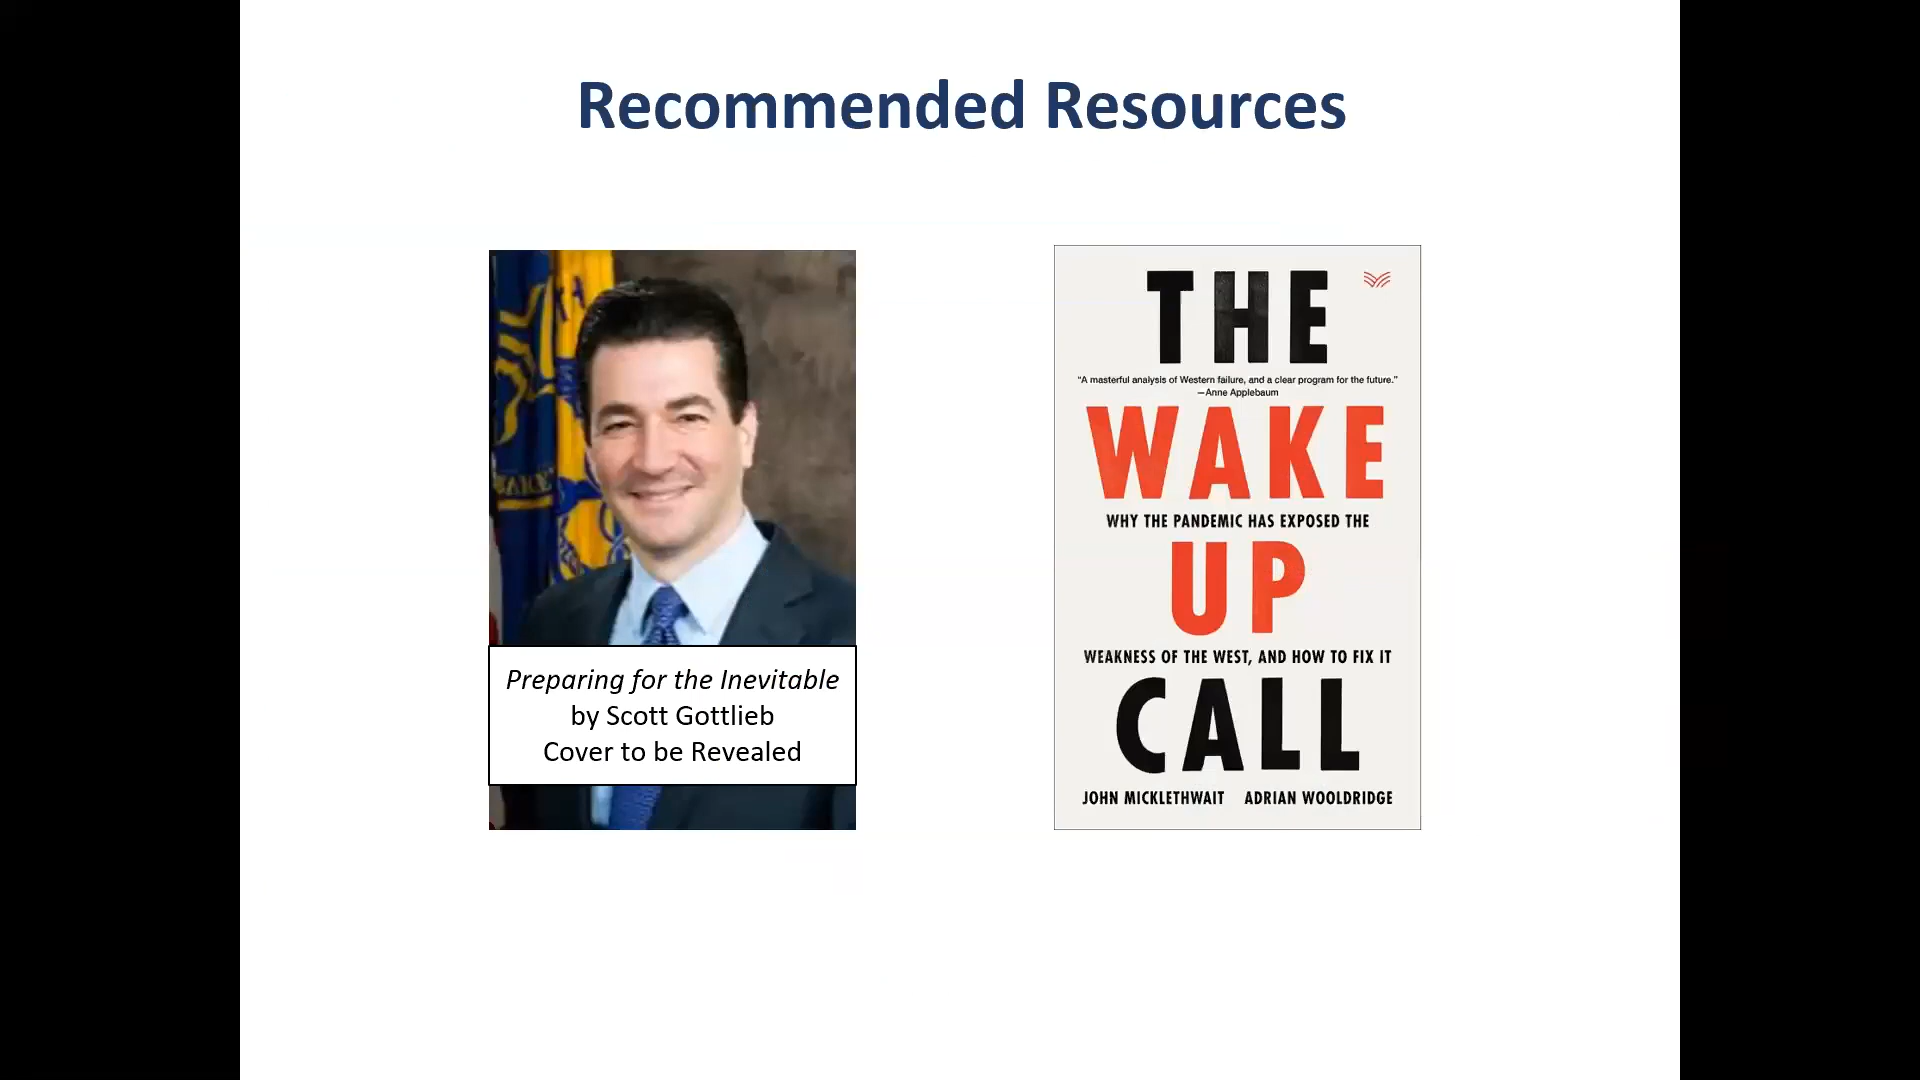 Recommended Resources
Preparing for the Inevitable
by Scott Gottlieb
Cover to be Revealed
THE
“A masterful analysis of Western failure, and a clear program for the future.”
—Anne Applebaum
WAKE
WHY THE PANDEMIC HAS EXPOSED THE
UP
WEAKNESS OF THE WEST, AND HOW TO FIX IT
CALL
JOHN MICKLETHWAIT ADRIAN WOOLDRIDGE